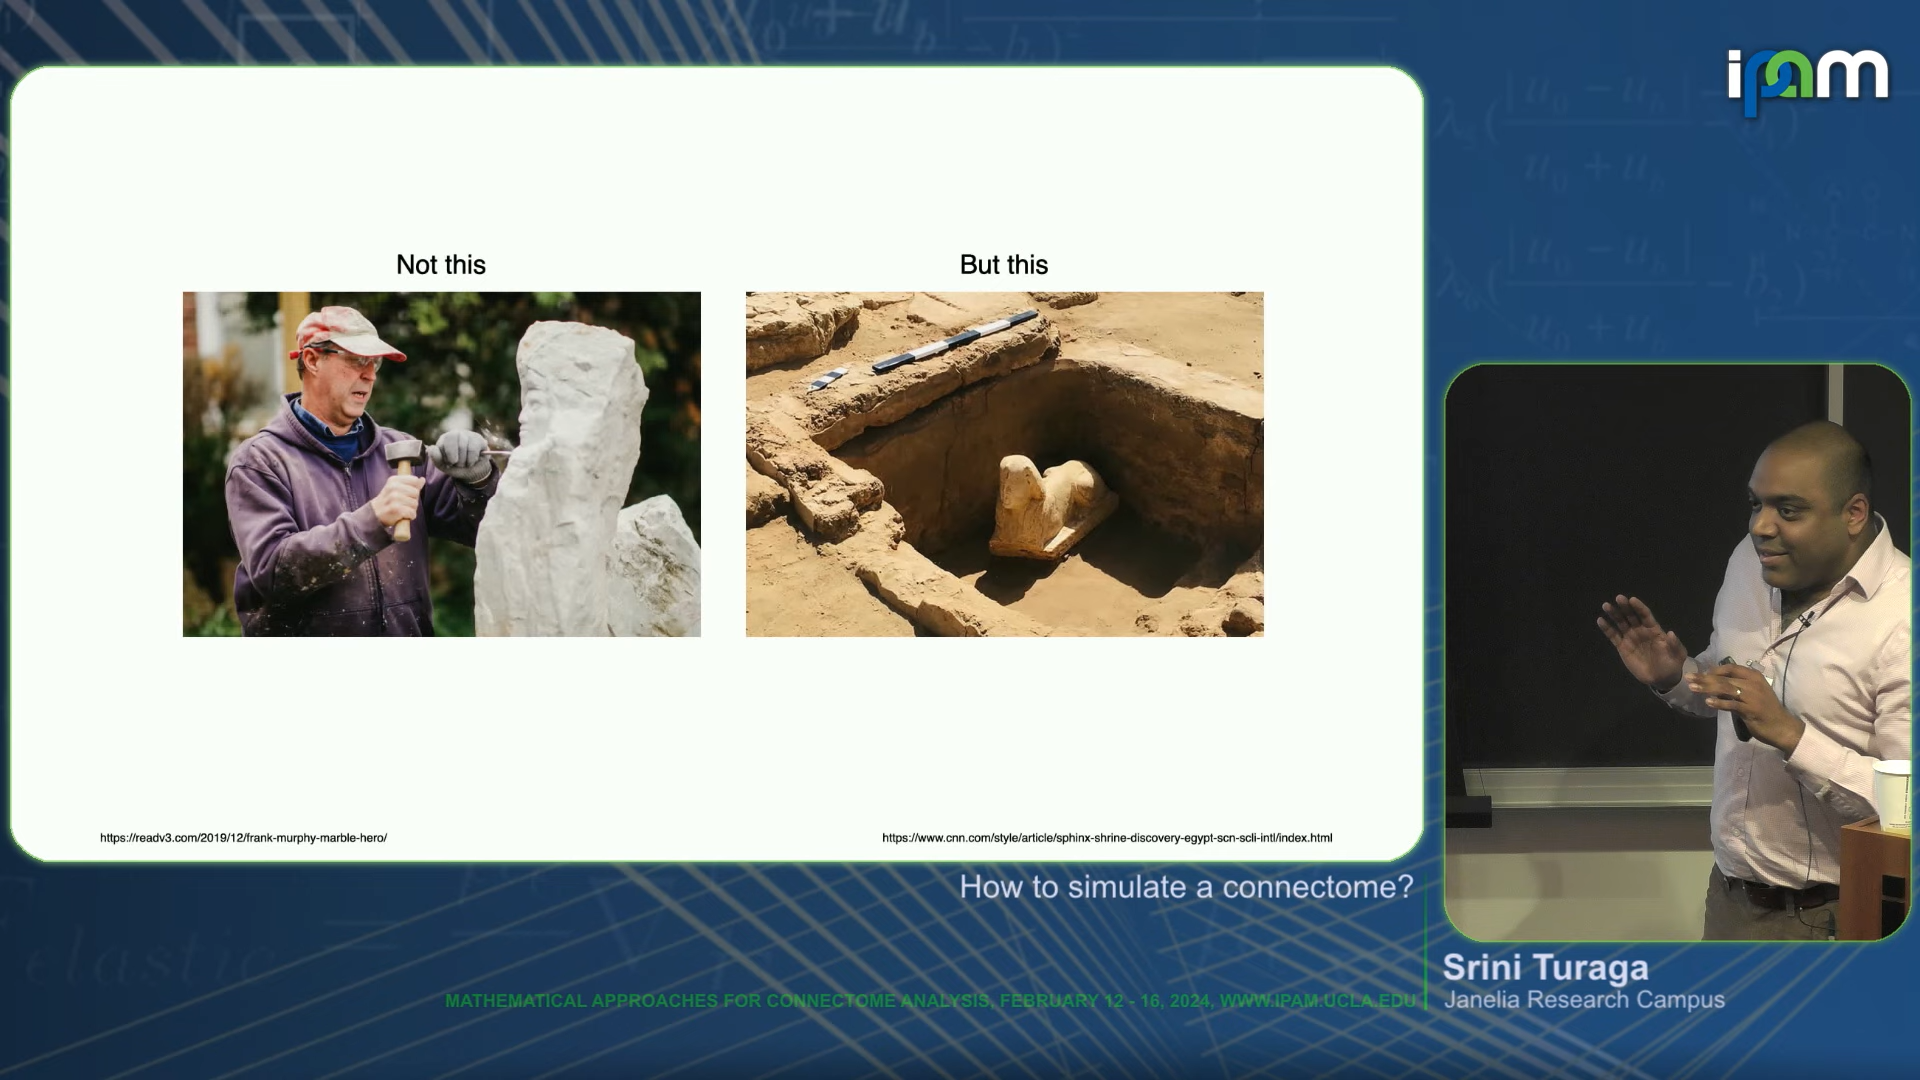 ipam
Not this
But this
https://readv3.com/2019/12/frank-murphy-marble-hero/
https://www.cnn.com/style/article/sphinx-shrine-discovery-egypt-scn-scli-intl/index.html
How to simulate a connectome?
Srini Turaga
Janelia Research Campus
MATHEMATICAL APPROACHES FOR CONNECTOME ANALYSIS, FEBRUARY 12 - 16, 2024, WWW.IPAM.UCLA.EDU
elastic